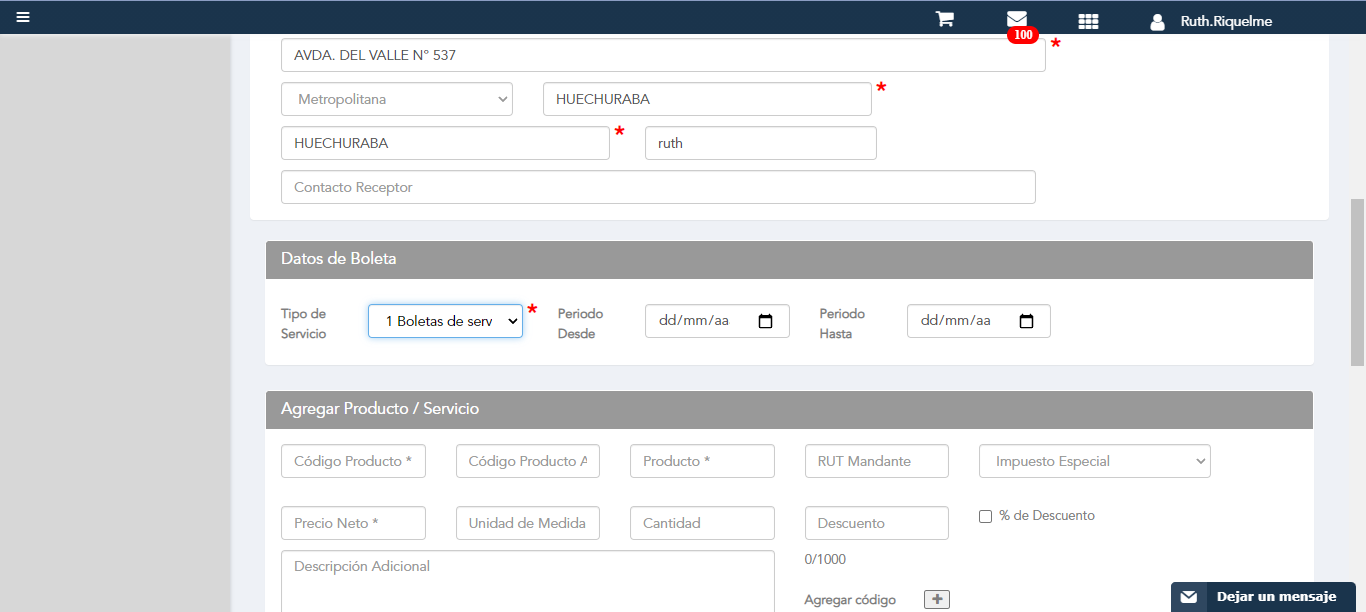 Ruth.Riquelme
100
AVDA. DEL VALLE N° 537 *
Metropolitana HUECHURABA *
HUECHURABA * ruth
Contacto Receptor
Datos de Boleta
Tipo de Servicio 1 Boletas de serv * Periodo Desde dd/mm/aa Periodo Hasta dd/mm/aa
Agregar Producto / Servicio
Código Producto * Código Producto A Producto * RUT Mandante Impuesto Especial
Precio Neto * Unidad de Medida Cantidad Descuento % de Descuento
Descripción Adicional 0/1000
Agregar código +
Dejar un mensaje